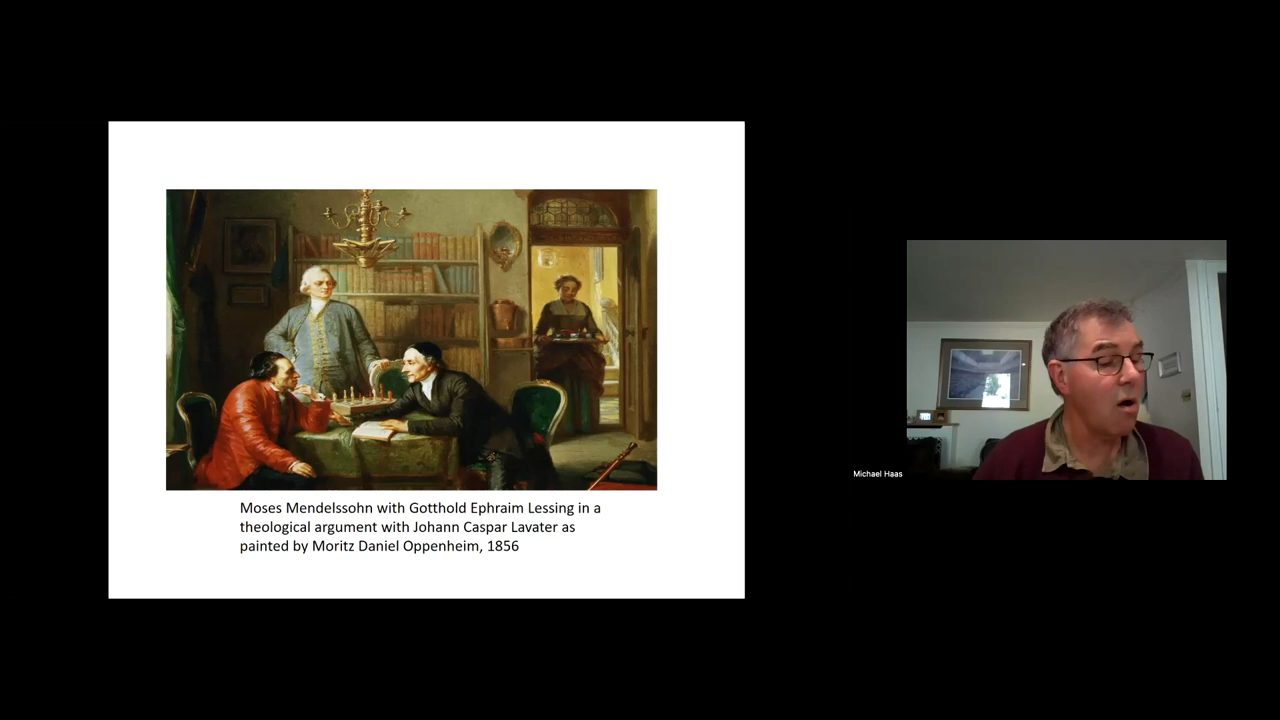 Moses Mendelssohn with Gotthold Ephraim Lessing in a
theological argument with Johann Caspar Lavater as
painted by Moritz Daniel Oppenheim, 1856
Michael Haas